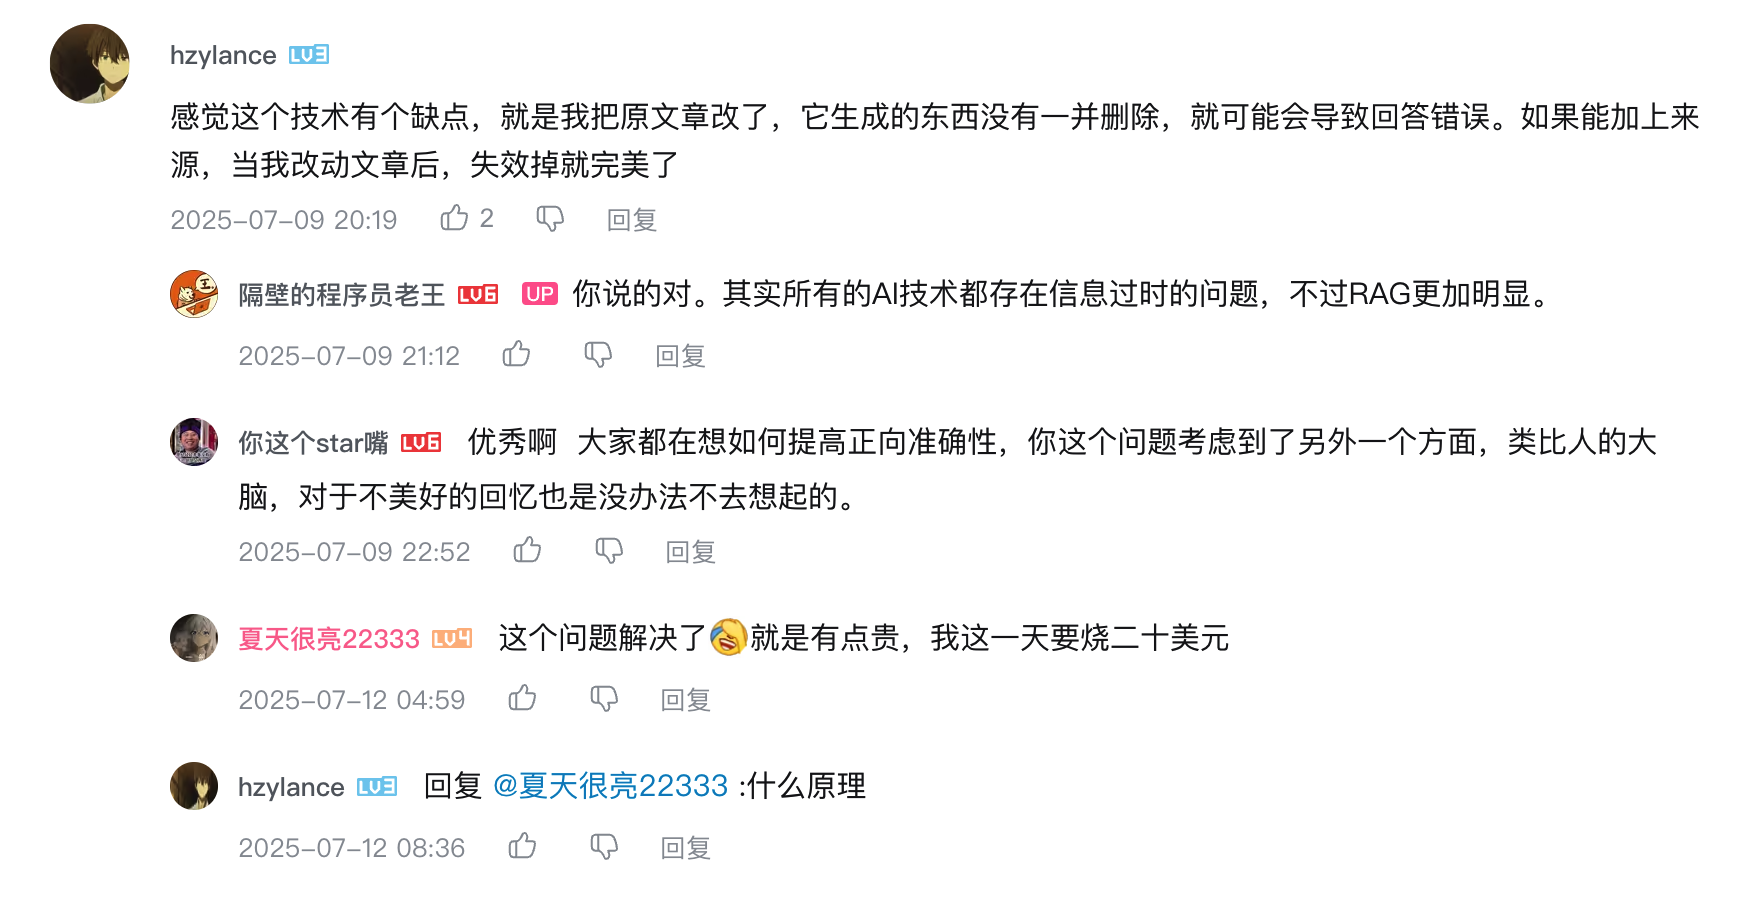 hzylance LV3
感觉这个技术有个缺点，就是我把原文章改了，它生成的东西没有一并删除，就可能会导致回答错误。如果能加上来
源，当我改动文章后，失效掉就完美了
2025-07-09 20:19 2 回复
隔壁的程序员老王 LV6 UP 你说的对。其实所有的AI技术都存在信息过时的问题，不过RAG更加明显。
2025-07-09 21:12 回复
你这个star嘴 LV6 优秀啊 大家都在想如何提高正向准确性，你这个问题考虑到了另外一个方面，类比人的大
脑，对于不美好的回忆也是没办法不去想起的。
2025-07-09 22:52 回复
夏天很亮22333 LV4 这个问题解决了🤣就是有点贵，我这一天要烧二十美元
2025-07-12 04:59 回复
hzylance LV3 回复 @夏天很亮22333 :什么原理
2025-07-12 08:36 回复